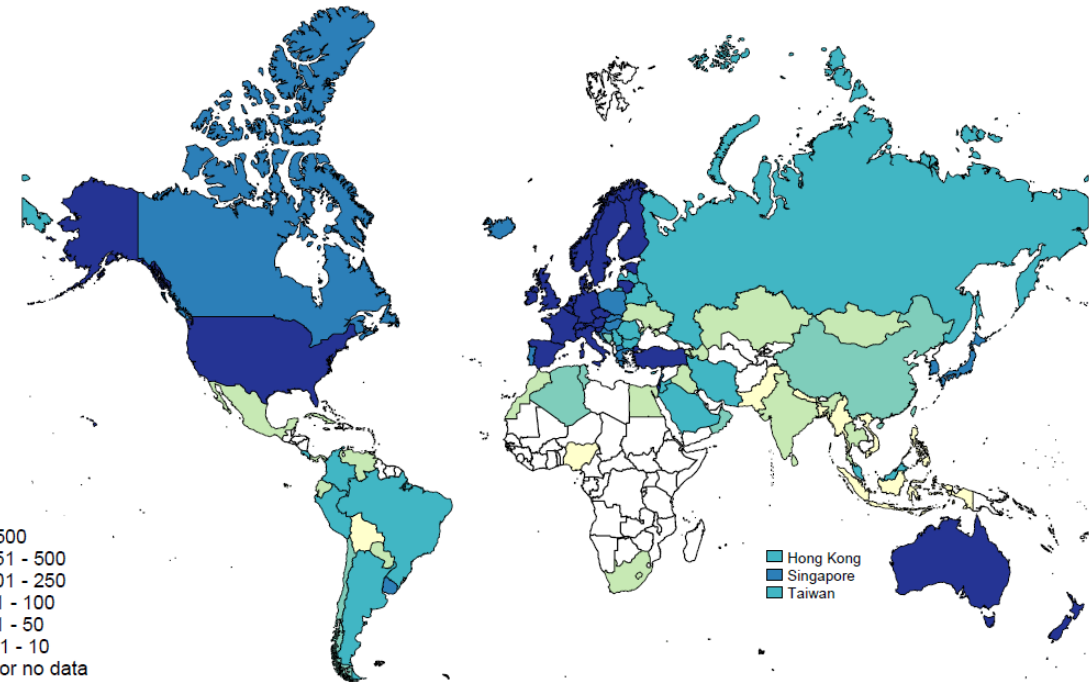 500
51 - 500
01 - 250
1 - 100
1 - 50
1 - 10
or no data
Hong Kong
Singapore
Taiwan